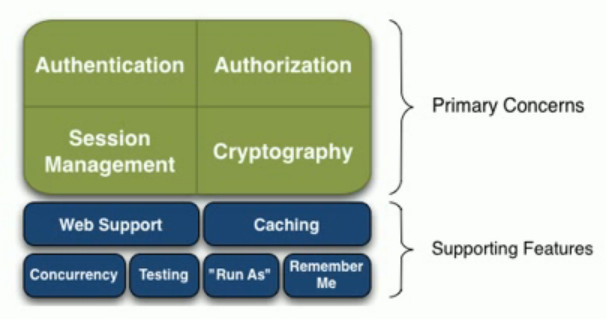 Authentication
Authorization
Session
Management
Cryptography
Primary Concerns
Web Support
Caching
Concurrency
Testing
"Run As"
Remember
Me
Supporting Features